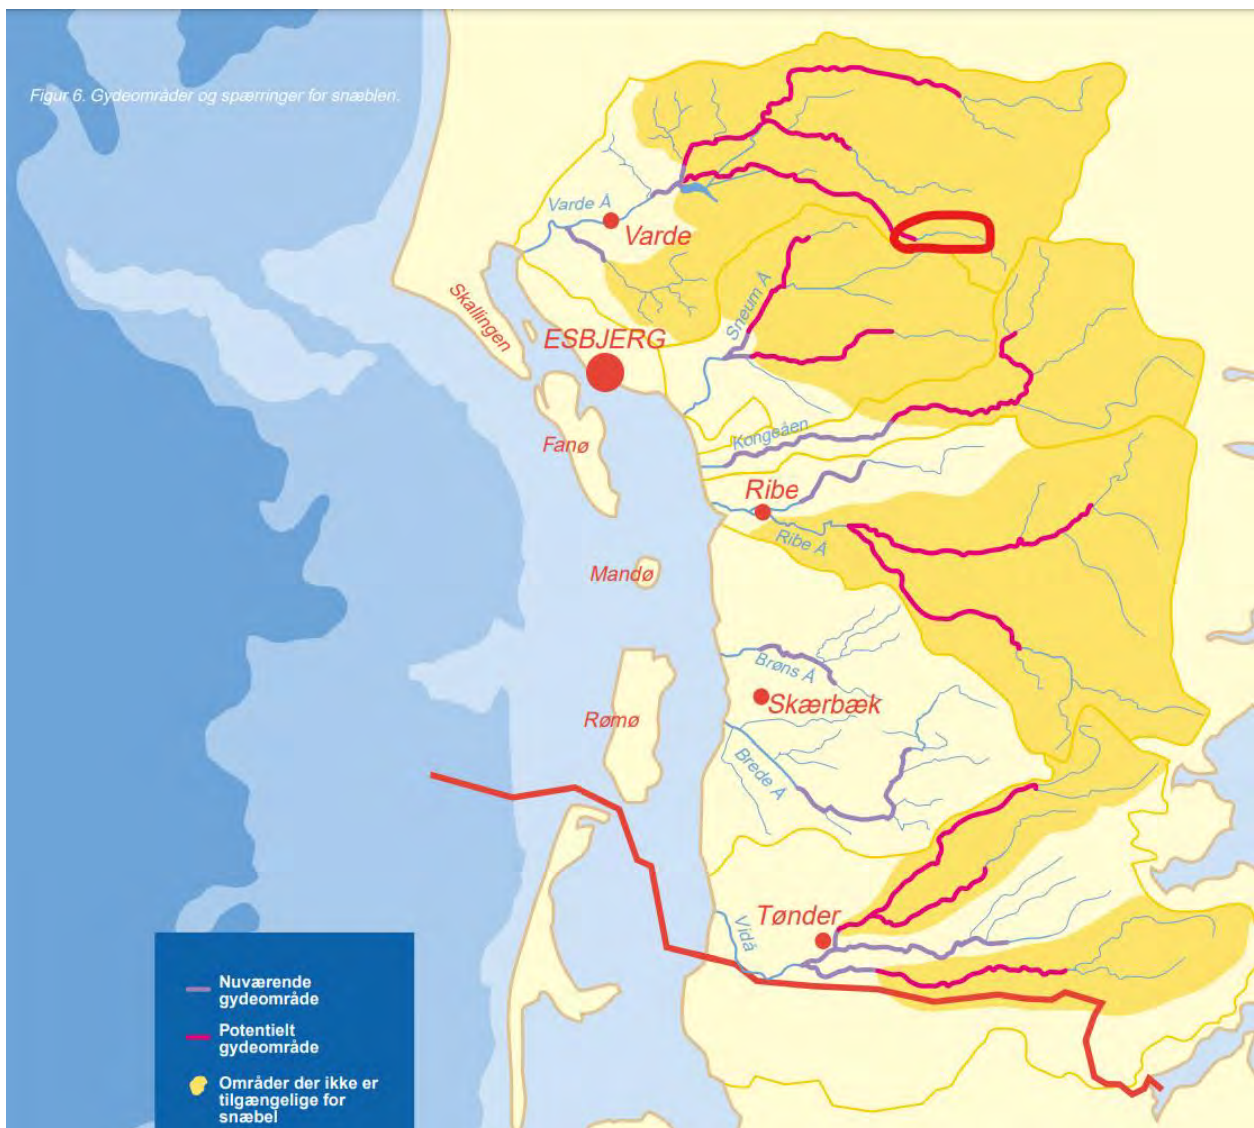 Figur 6. Gydeområder og spærringer for snæblen.
Varde Å
Varde
Sneum Å
Skallingen
ESBJERG
Fanø
Kongeåen
Ribe
Ribe Å
Mandø
Brøns Å
Skærbæk
Rømø
Brede Å
Tønder
Vidå
Nuværende
gydeområde
Potentielt
gydeområde
Områder der ikke er
tilgængelige for
snæbel